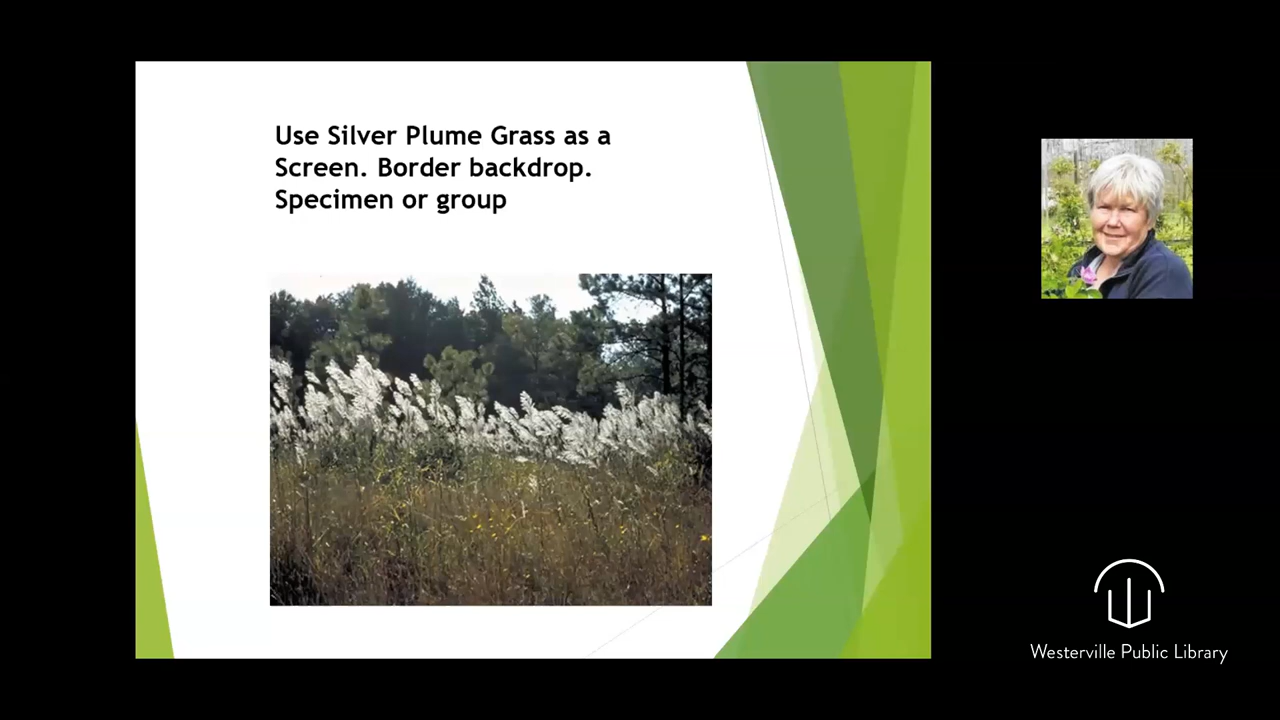 Use Silver Plume Grass as a
Screen. Border backdrop.
Specimen or group
Westerville Public Library